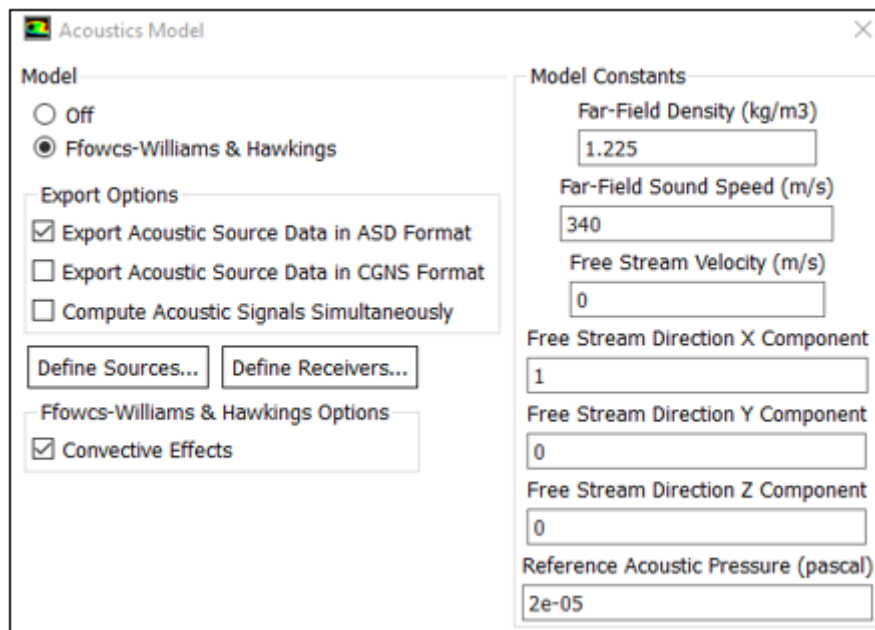 Acoustics Model
Model
Off
Ffowcs-Williams & Hawkings
Export Options
Export Acoustic Source Data in ASD Format
Export Acoustic Source Data in CGNS Format
Compute Acoustic Signals Simultaneously
Define Sources... Define Receivers...
Ffowcs-Williams & Hawkings Options
Convective Effects
Model Constants
Far-Field Density (kg/m3)
1.225
Far-Field Sound Speed (m/s)
340
Free Stream Velocity (m/s)
0
Free Stream Direction X Component
1
Free Stream Direction Y Component
0
Free Stream Direction Z Component
0
Reference Acoustic Pressure (pascal)
2e-05